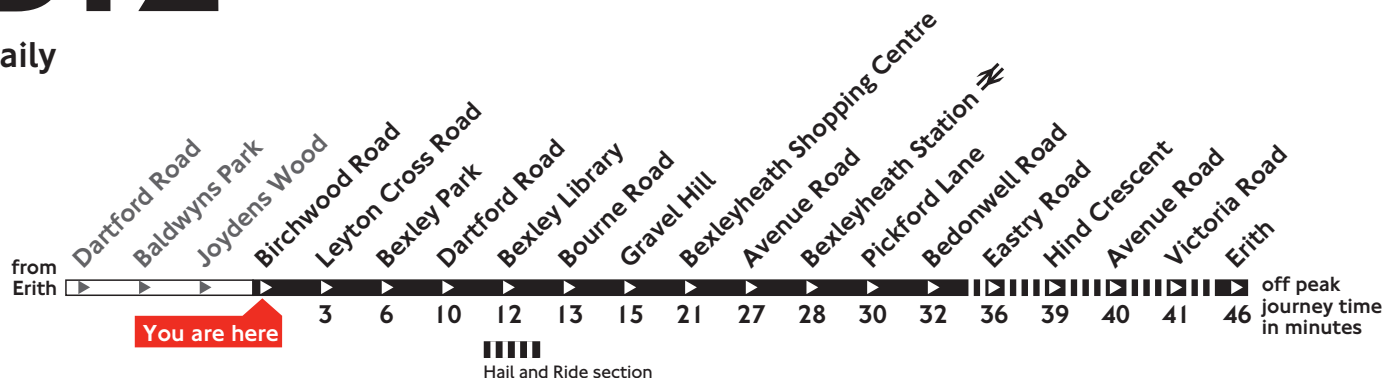 aily
Dartford Road
Baldwyns Park
Joydens Wood
Birchwood Road
Leyton Cross Road
Bexley Park
Dartford Road
Bexley Library
Bourne Road
Gravel Hill
Bexleyheath Shopping Centre
Avenue Road
Bexleyheath Station
Pickford Lane
Bedonwell Road
Eastry Road
Hind Crescent
Avenue Road
Victoria Road
Erith
from
Erith
You are here
3 6 10 12 13 15 21 27 28 30 32 36 39 40 41 46
off peak
journey time
in minutes
Hail and Ride section